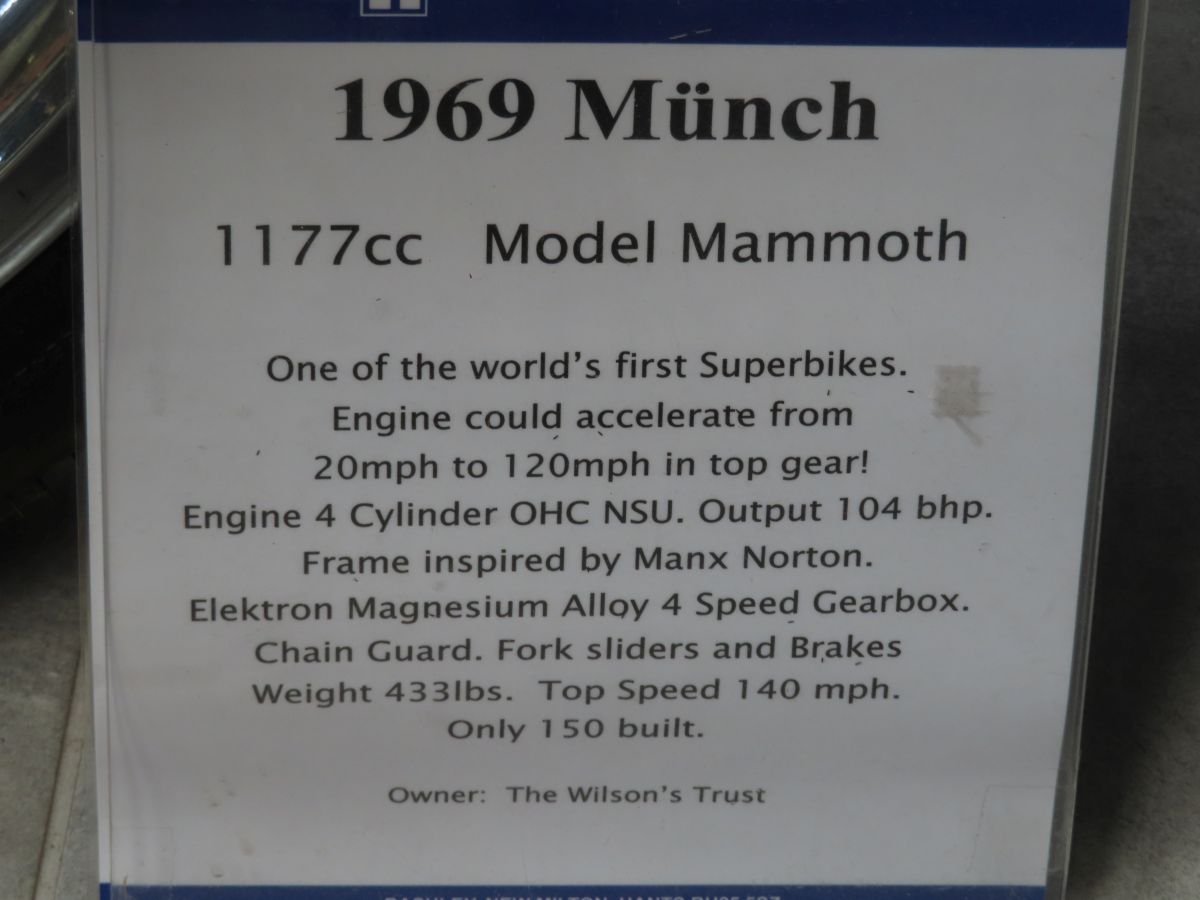 1969 Münch
1177cc Model Mammoth
One of the world's first Superbikes.
Engine could accelerate from
20mph to 120mph in top gear!
Engine 4 Cylinder OHC NSU. Output 104 bhp.
Frame inspired by Manx Norton.
Elektron Magnesium Alloy 4 Speed Gearbox.
Chain Guard. Fork sliders and Brakes
Weight 433lbs. Top Speed 140 mph.
Only 150 built.
Owner: The Wilson's Trust